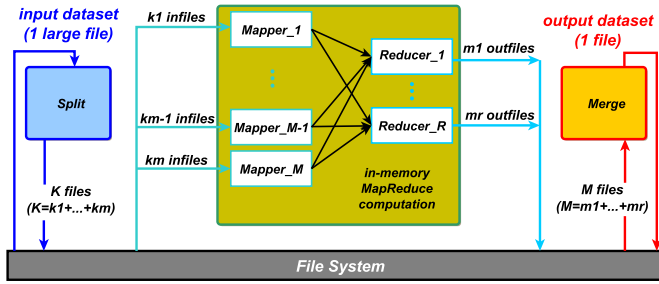 input dataset
(1 large file)
Split
K files
(K=k1+...+km)
k1 infiles
km-1 infiles
km infiles
Mapper_1
Mapper_M-1
Mapper_M
Reducer_1
Reducer_R
in-memory
MapReduce
computation
m1 outfiles
mr outfiles
output dataset
(1 file)
Merge
M files
(M=m1+...+mr)
File System